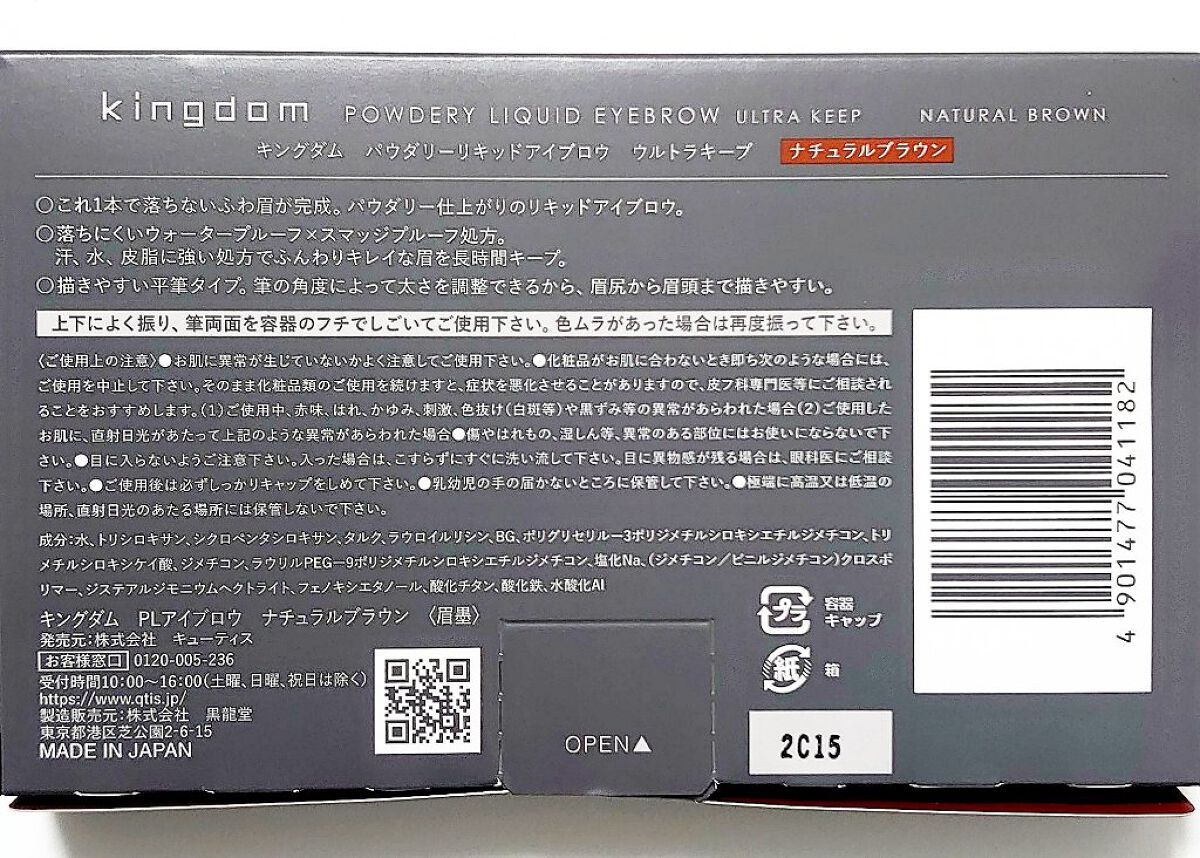 kingdom POWDERY LIQUID EYEBROW ULTRA KEEP NATURAL BROWN
キングダム パウダリーリキッドアイブロウ ウルトラキープ ナチュラルブラウン
○これ1本で落ちないふわ眉が完成。パウダリー仕上がりのリキッドアイブロウ。
○落ちにくいウォータープルーフ×スマッジプルーフ処方。
汗、水、皮脂に強い処方でふんわりキレイな眉を長時間キープ。
○描きやすい平筆タイプ。筆の角度によって太さを調整できるから、眉尻から眉頭まで描きやすい。
上下によく振り、筆両面を容器のフチでしごいてご使用下さい。色ムラがあった場合は再度振って下さい。
〈ご使用上の注意〉●お肌に異常が生じていないかよく注意してご使用下さい。●化粧品がお肌に合わないとき即ち次のような場合には、
ご使用を中止して下さい。そのまま化粧品類のご使用を続けますと、症状を悪化させることがありますので、皮フ科専門医等にご相談され
ることをおすすめします。(1)ご使用中、赤味、はれ、かゆみ、刺激、色抜け(白斑等)や黒ずみ等の異常があらわれた場合(2)ご使用した
お肌に、直射日光があたって上記のような異常があらわれた場合●傷やはれもの、湿しん等、異常のある部位にはお使いにならないで下
さい。●目に入らないようご注意下さい。入った場合は、こすらずにすぐに洗い流して下さい。目に異物感が残る場合は、眼科医にご相談
下さい。●ご使用後は必ずしっかりキャップをしめて下さい。●乳幼児の手の届かないところに保管して下さい。●極端に高温又は低温の
場所、直射日光のあたる場所には保管しないで下さい。
成分:水、トリシロキサン、シクロペンタシロキサン、タルク、ラウロイルリシン、BG、ポリグリセリル－3ポリジメチルシロキシエチルジメチコン、トリ
メチルシロキシケイ酸、ジメチコン、ラウリルPEG－9ポリジメチルシロキシエチルジメチコン、塩化Na、(ジメチコン/ビニルジメチコン)クロスポ
リマー、ジステアルジモニウムヘクトライト、フェノキシエタノール、酸化チタン、酸化鉄、水酸化Al
キングダム PLアイブロウ ナチュラルブラウン 〈眉墨〉
発売元:株式会社 キューティス
お客様窓口 0120-005-236
受付時間10:00～16:00(土曜、日曜、祝日は除く)
https://www.qtis.jp/
製造販売元:株式会社 黒龍堂
東京都港区芝公園2-6-15
MADE IN JAPAN
OPEN▲
プラ 容器
キャップ
紙 箱
2C15
4 901477 041182